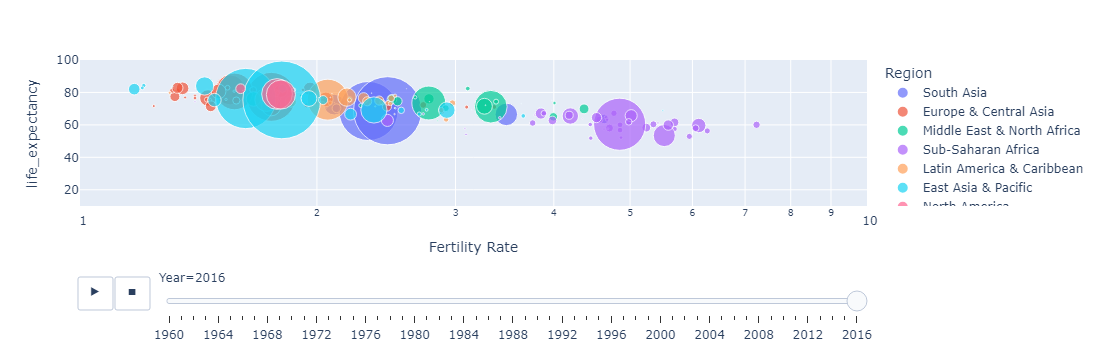 Region
South Asia
Europe & Central Asia
Middle East & North Africa
Sub-Saharan Africa
Latin America & Caribbean
East Asia & Pacific
North America
life_expectancy
100
80
60
40
20
1 2 3 4 5 6 7 8 9 10
Fertility Rate
Year=2016
1960 1964 1968 1972 1976 1980 1984 1988 1992 1996 2000 2004 2008 2012 2016